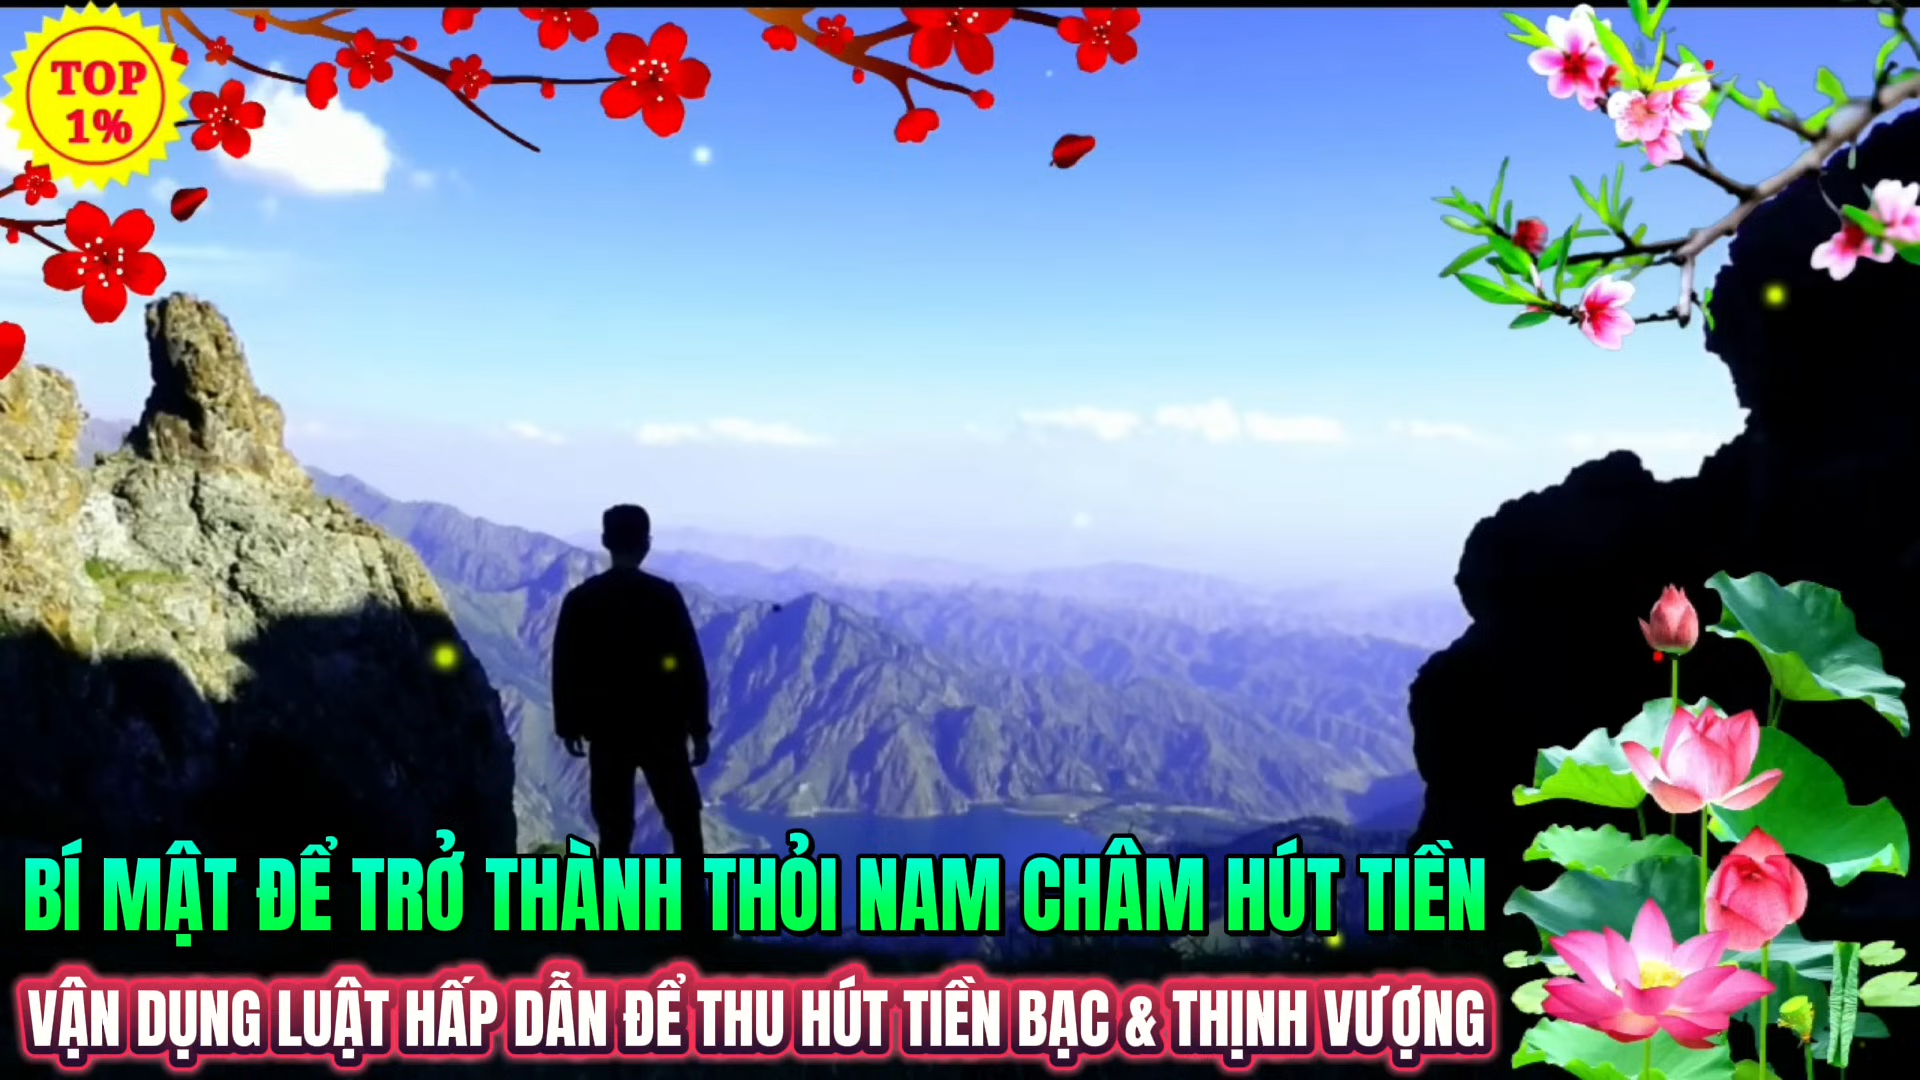 TOP
1%
BÍ MẬT ĐỂ TRỞ THÀNH THỎI NAM CHÂM HÚT TIỀN
VẬN DỤNG LUẬT HẤP DẪN ĐỂ THU HÚT TIỀN BẠC & THỊNH VƯỢNG